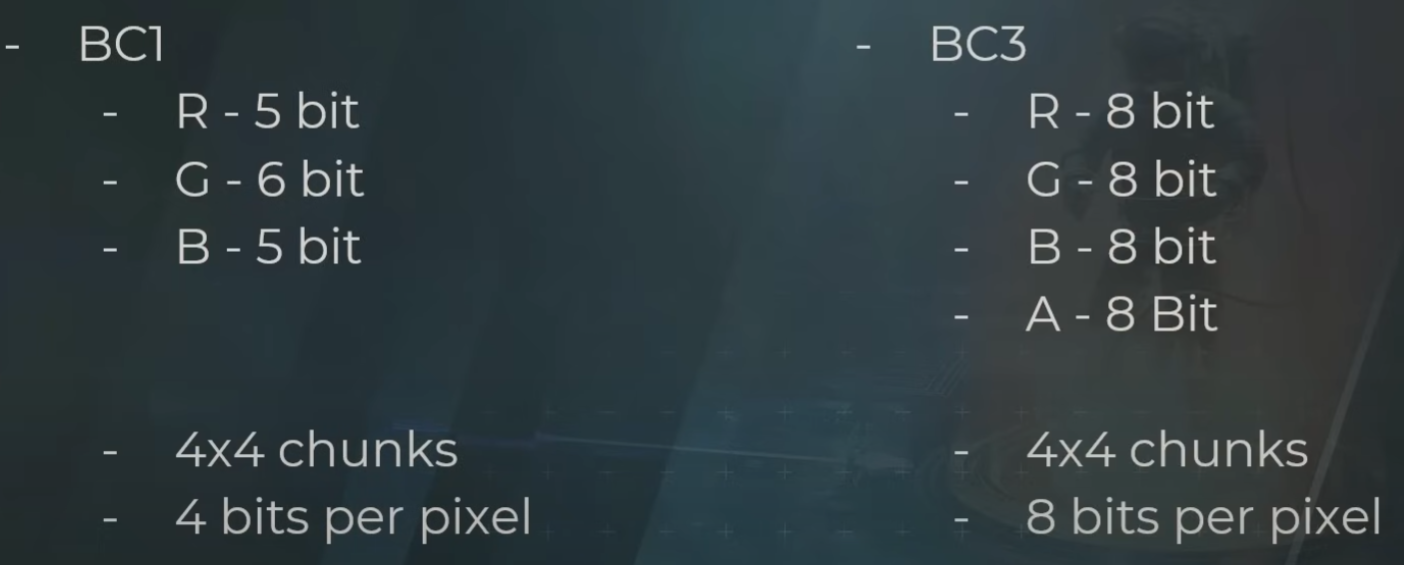 - BC1
- R - 5 bit
- G - 6 bit
- B - 5 bit
- 4x4 chunks
- 4 bits per pixel
- BC3
- R - 8 bit
- G - 8 bit
- B - 8 bit
- A - 8 Bit
- 4x4 chunks
- 8 bits per pixel